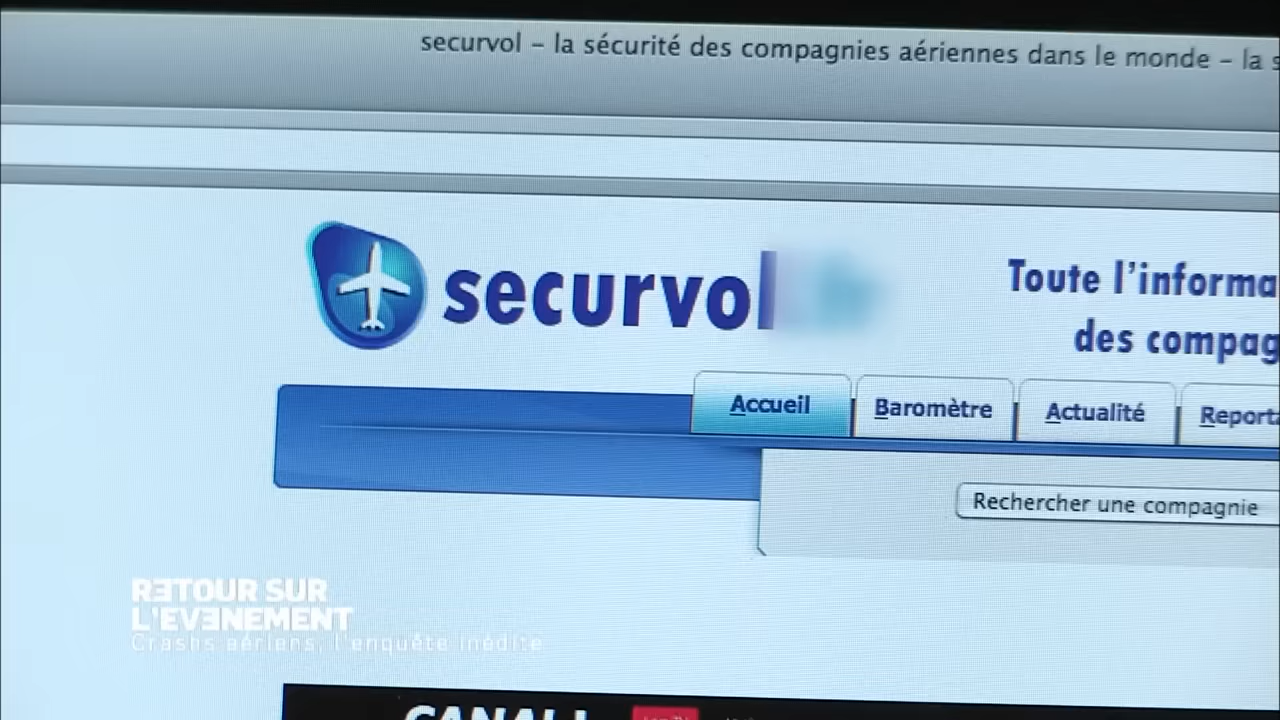 securvol – la sécurité des compagnies aériennes dans le monde – la s
securvol
Toute l'informa
des compag
Accueil
Baromètre
Actualité
Report
Rechercher une compagnie
RETOUR SUR
L'EVENEMENT
Crashs aériens, l'enquête inédite